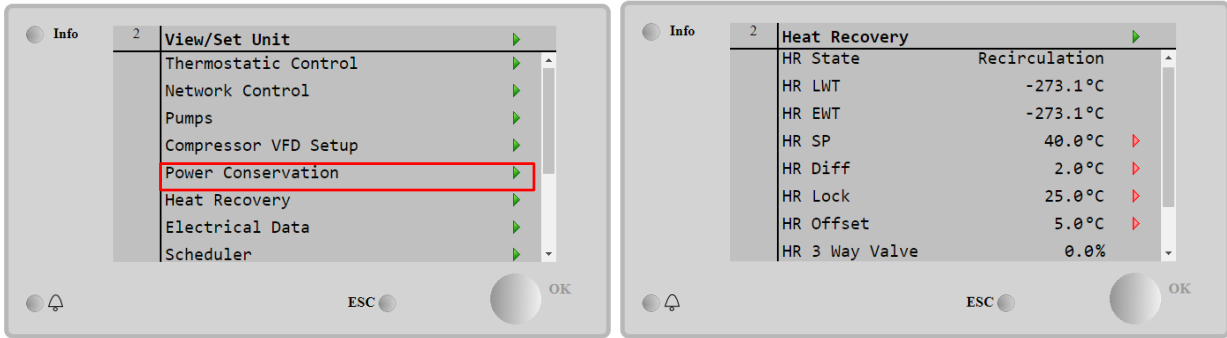 Info
2 View/Set Unit
Thermostatic Control
Network Control
Pumps
Compressor VFD Setup
Power Conservation
Heat Recovery
Electrical Data
Scheduler
ESC
OK
Info
2 Heat Recovery
HR State Recirculation
HR LWT -273.1°C
HR EWT -273.1°C
HR SP 40.0°C
HR Diff 2.0°C
HR Lock 25.0°C
HR Offset 5.0°C
HR 3 Way Valve 0.0%
ESC
OK